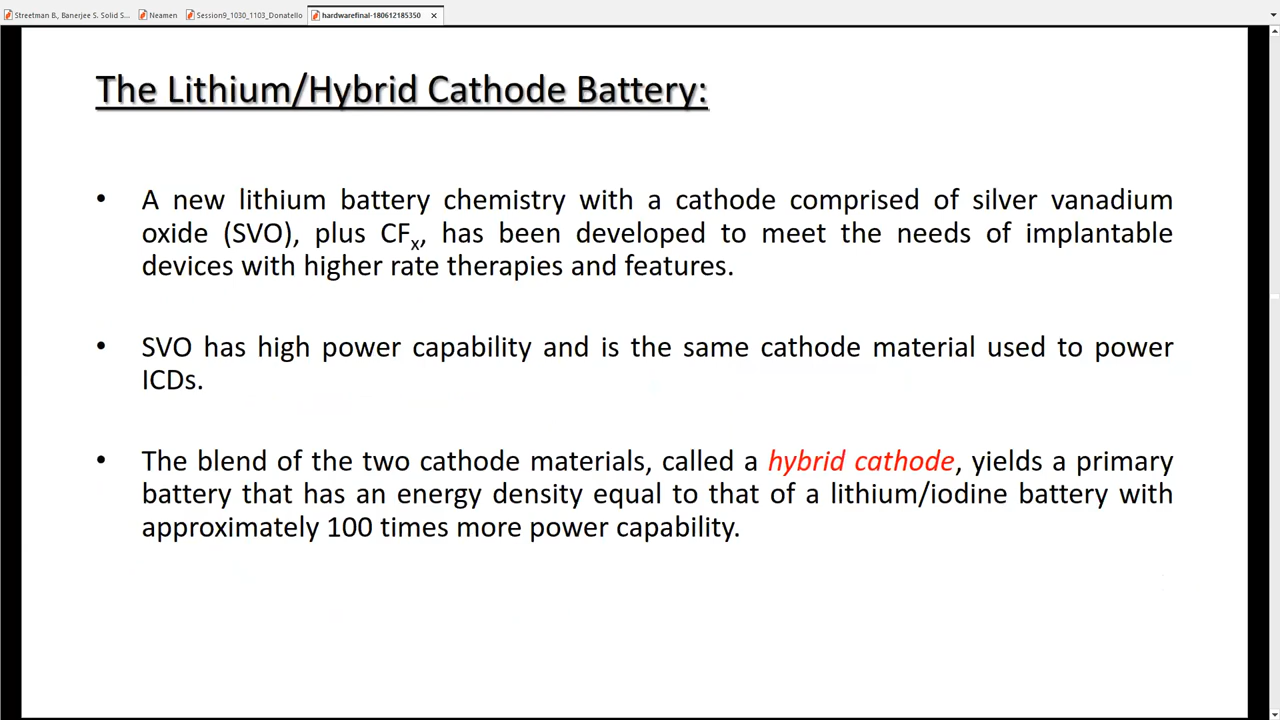 Streetman B., Banerjee S. Solid S... Neamen Session9_1030_1103_Donatello hardwarefinal-180612185350
The Lithium/Hybrid Cathode Battery:
• A new lithium battery chemistry with a cathode comprised of silver vanadium
oxide (SVO), plus CFx, has been developed to meet the needs of implantable
devices with higher rate therapies and features.
• SVO has high power capability and is the same cathode material used to power
ICDs.
• The blend of the two cathode materials, called a hybrid cathode, yields a primary
battery that has an energy density equal to that of a lithium/iodine battery with
approximately 100 times more power capability.